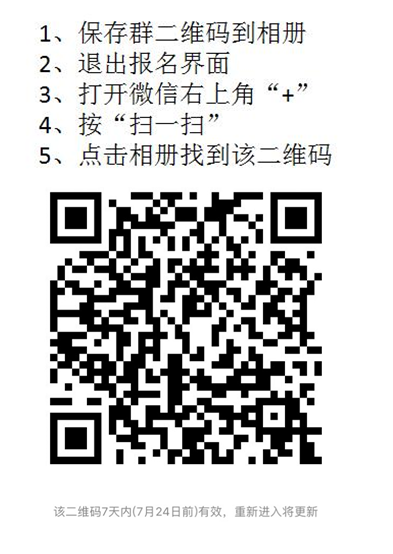 1、保存群二维码到相册
2、退出报名界面
3、打开微信右上角“+”
4、按“扫一扫”
5、点击相册找到该二维码
该二维码7天内(7月24日前)有效，重新进入将更新